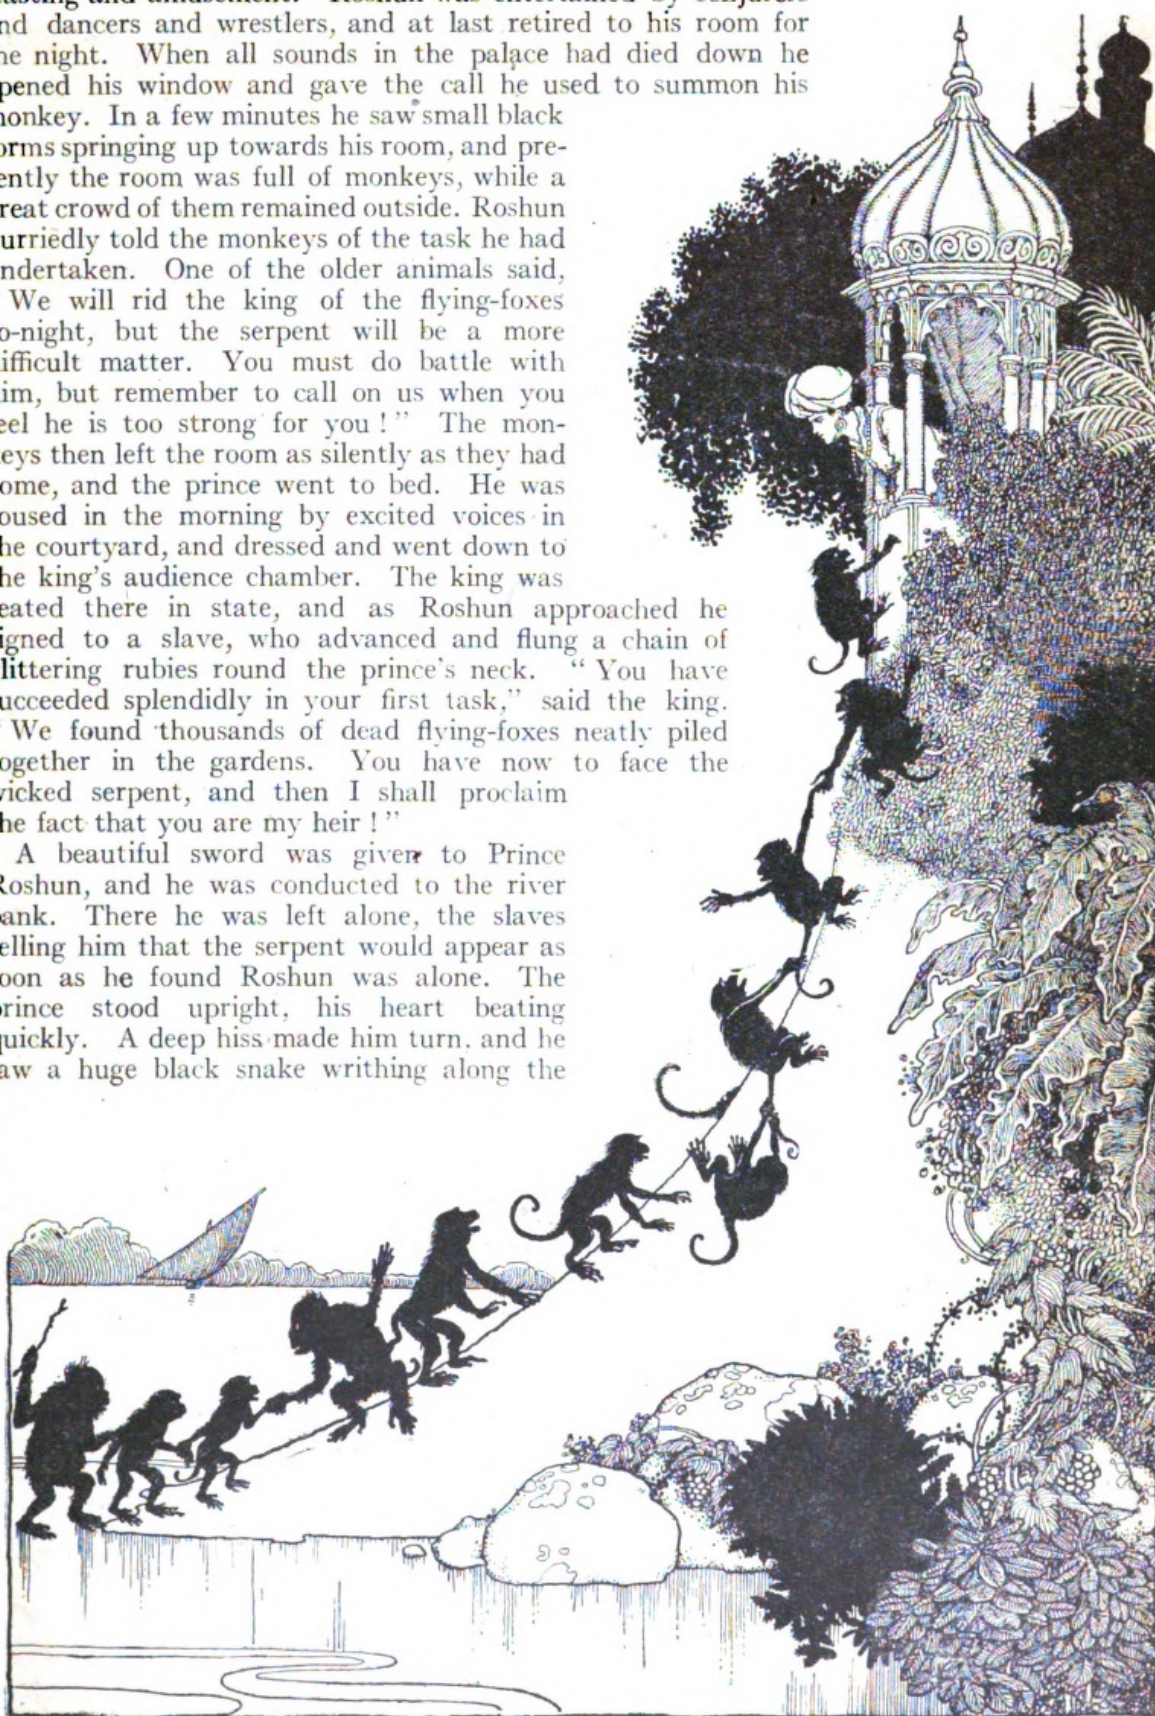 nd dancers and wrestlers, and at last retired to his room for
ne night. When all sounds in the palace had died down he
pened his window and gave the call he used to summon his
nonkey. In a few minutes he saw small black
orms springing up towards his room, and pre-
ently the room was full of monkeys, while a
reat crowd of them remained outside. Roshun
urriedly told the monkeys of the task he had
ndertaken. One of the older animals said,
We will rid the king of the flying-foxes
o-night, but the serpent will be a more
ifficult matter. You must do battle with
im, but remember to call on us when you
eel he is too strong for you ! ” The mon-
eys then left the room as silently as they had
ome, and the prince went to bed. He was
oused in the morning by excited voices in
he courtyard, and dressed and went down to
he king's audience chamber. The king was
eated there in state, and as Roshun approached he
igned to a slave, who advanced and flung a chain of
littering rubies round the prince's neck. “ You have
ucceeded splendidly in your first task,” said the king.
We found thousands of dead flying-foxes neatly piled
ogether in the gardens. You have now to face the
vicked serpent, and then I shall proclaim
he fact that you are my heir ! ”
A beautiful sword was given to Prince
Roshun, and he was conducted to the river
ank. There he was left alone, the slaves
elling him that the serpent would appear as
oon as he found Roshun was alone. The
prince stood upright, his heart beating
quickly. A deep hiss made him turn, and he
aw a huge black snake writhing along the